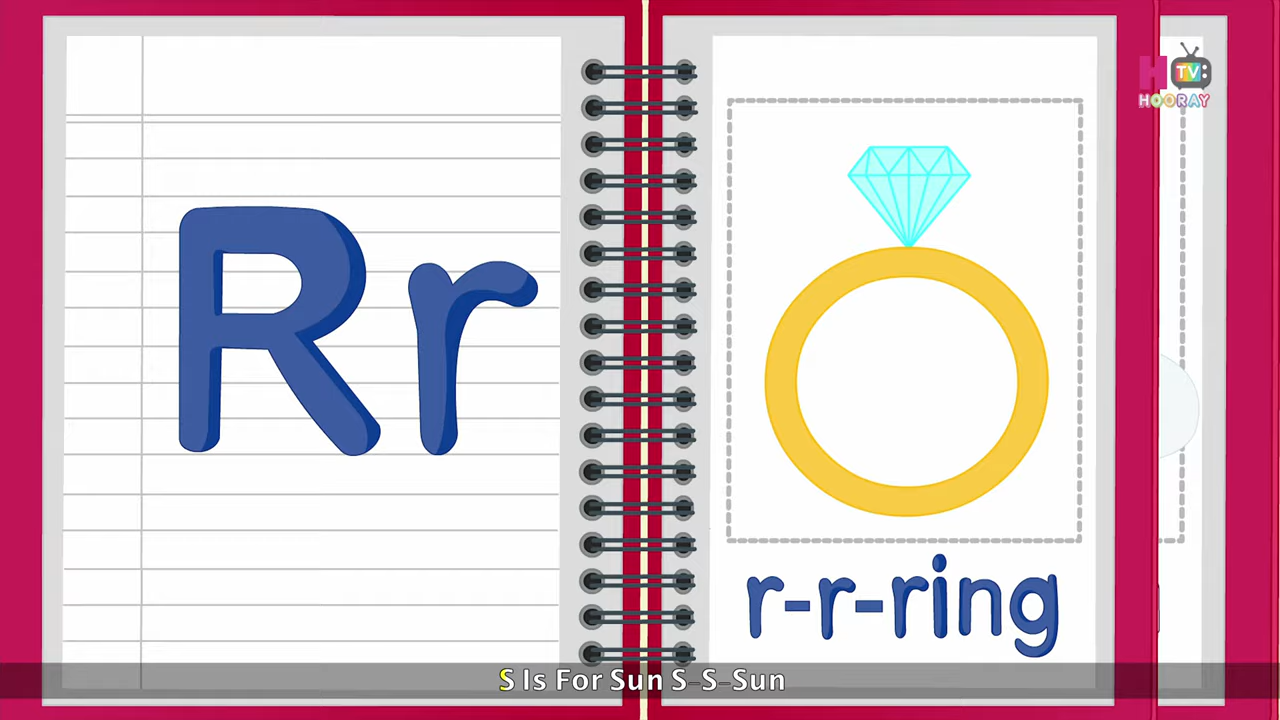 Rr
H TV:
HOORAY
r-r-ring
S Is For Sun S-S-Sun